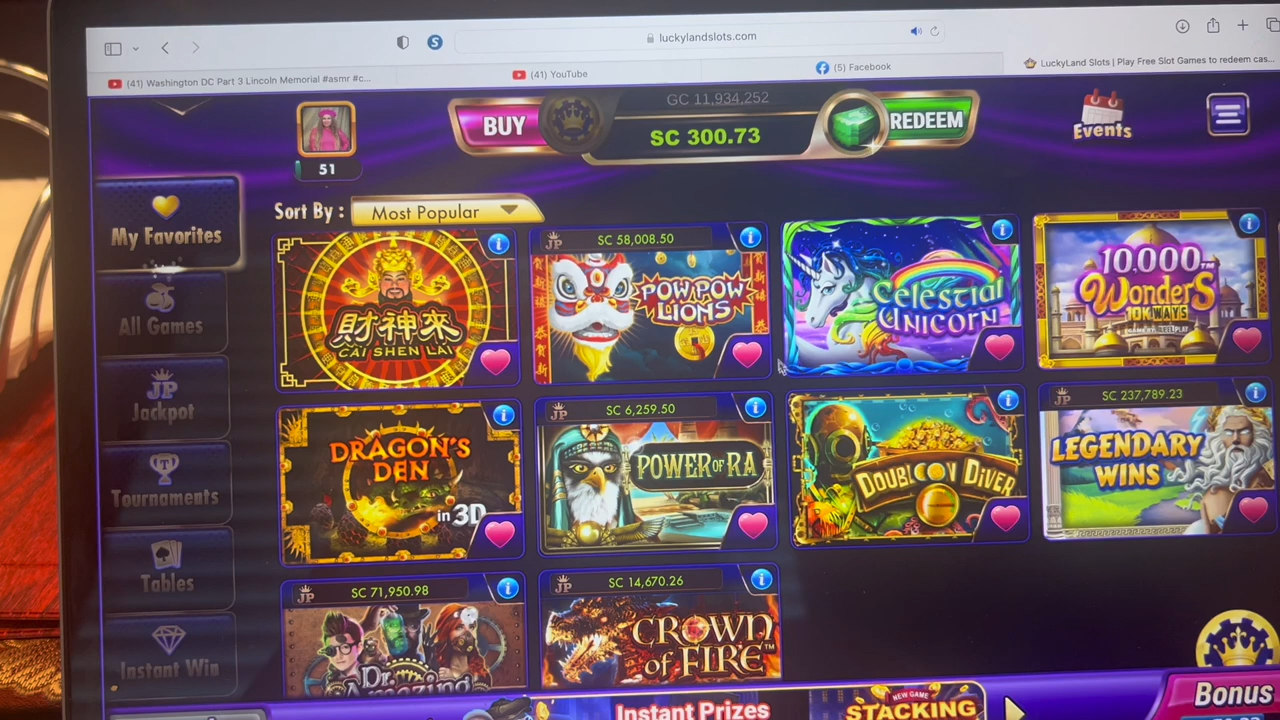 luckylandslots.com
(41) Washington DC Part 3 Lincoln Memorial #asmr #c...
(41) YouTube
(5) Facebook
LuckyLand Slots | Play Free Slot Games to redeem cas...
GC 11,934,252
BUY
SC 300.73
REDEEM
Events
51
Sort By :
Most Popular
My Favorites
All Games
Jackpot
Tournaments
Tables
Instant Win
財神來
CAI SHEN LAI
JP
SC 58,008.50
POW POW
LIONS
Celestial
Unicorn
10,000
Wonders
10K WAYS
DRAGON'S
DEN
in 3D
JP
SC 6,259.50
POWER OF RA
DOUBLOON DIVER
JP
SC 237,789.23
LEGENDARY
WINS
JP
SC 71,950.98
Dr.
Amazing
JP
SC 14,670.26
CROWN
OF FIRE™
Instant Prizes
NEW GAME
STACKING
Bonus